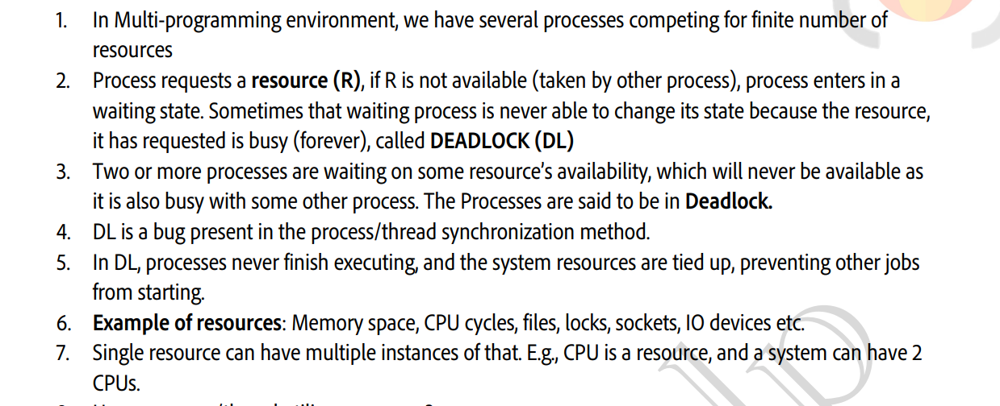 1. In Multi-programming environment, we have several processes competing for finite number of
resources
2. Process requests a resource (R), if R is not available (taken by other process), process enters in a
waiting state. Sometimes that waiting process is never able to change its state because the resource,
it has requested is busy (forever), called DEADLOCK (DL)
3. Two or more processes are waiting on some resource's availability, which will never be available as
it is also busy with some other process. The Processes are said to be in Deadlock.
4. DL is a bug present in the process/thread synchronization method.
5. In DL, processes never finish executing, and the system resources are tied up, preventing other jobs
from starting.
6. Example of resources: Memory space, CPU cycles, files, locks, sockets, IO devices etc.
7. Single resource can have multiple instances of that. E.g., CPU is a resource, and a system can have 2
CPUs.